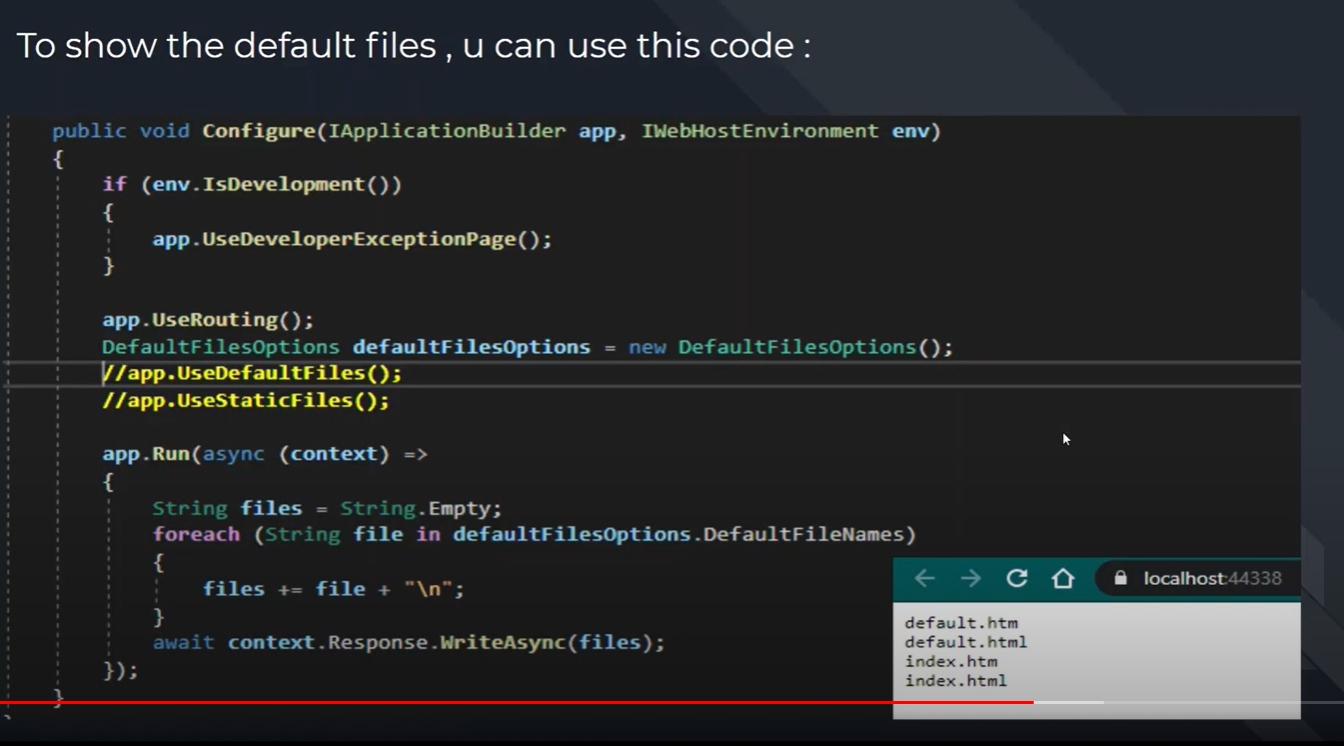 To show the default files , u can use this code :
public void Configure(IApplicationBuilder app, IWebHostEnvironment env)
{
if (env.IsDevelopment())
{
app.UseDeveloperExceptionPage();
}
app.UseRouting();
DefaultFilesOptions defaultFilesOptions = new DefaultFilesOptions();
//app.UseDefaultFiles();
//app.UseStaticFiles();
app.Run(async (context) =>
{
String files = String.Empty;
foreach (String file in defaultFilesOptions.DefaultFileNames)
{
files += file + "\n";
}
await context.Response.WriteAsync(files);
});
}
localhost:44338
default.htm
default.html
index.htm
index.html